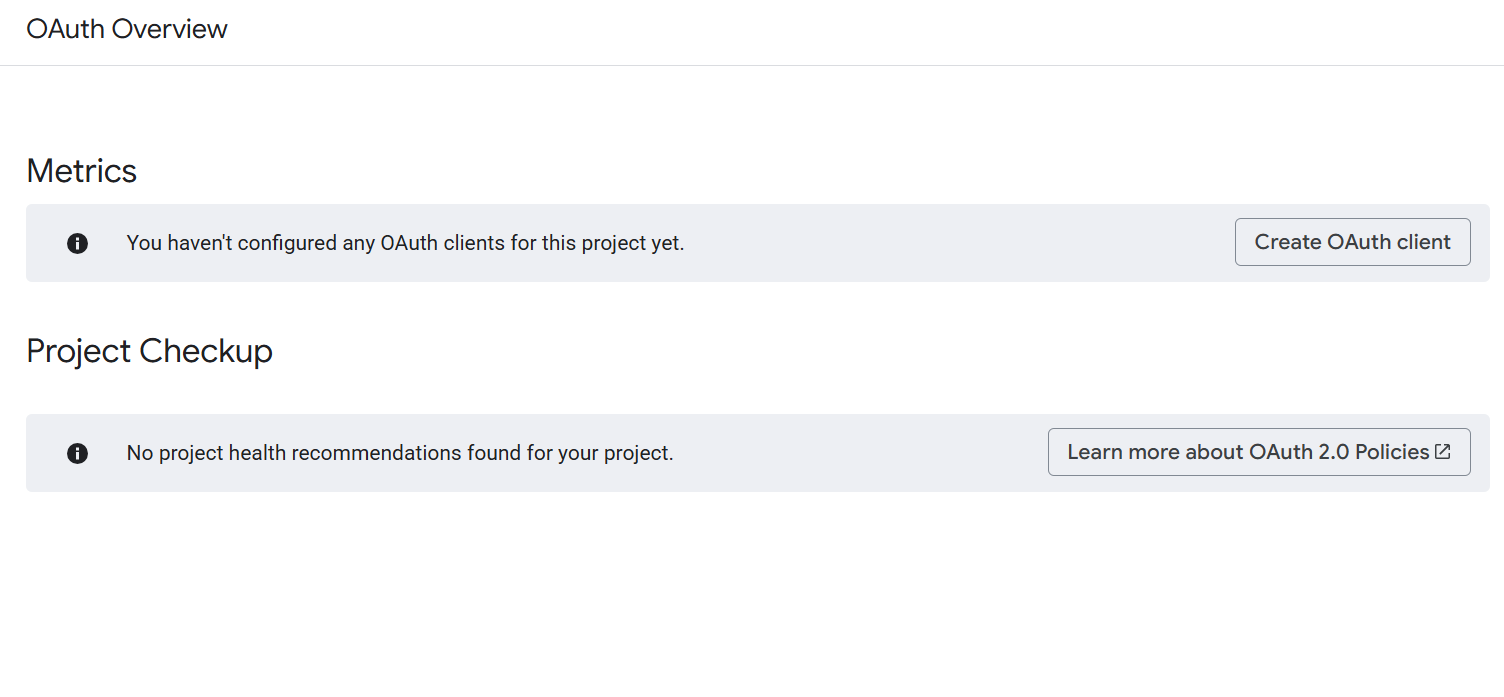 OAuth Overview
Metrics
You haven't configured any OAuth clients for this project yet.
Create OAuth client
Project Checkup
No project health recommendations found for your project.
Learn more about OAuth 2.0 Policies